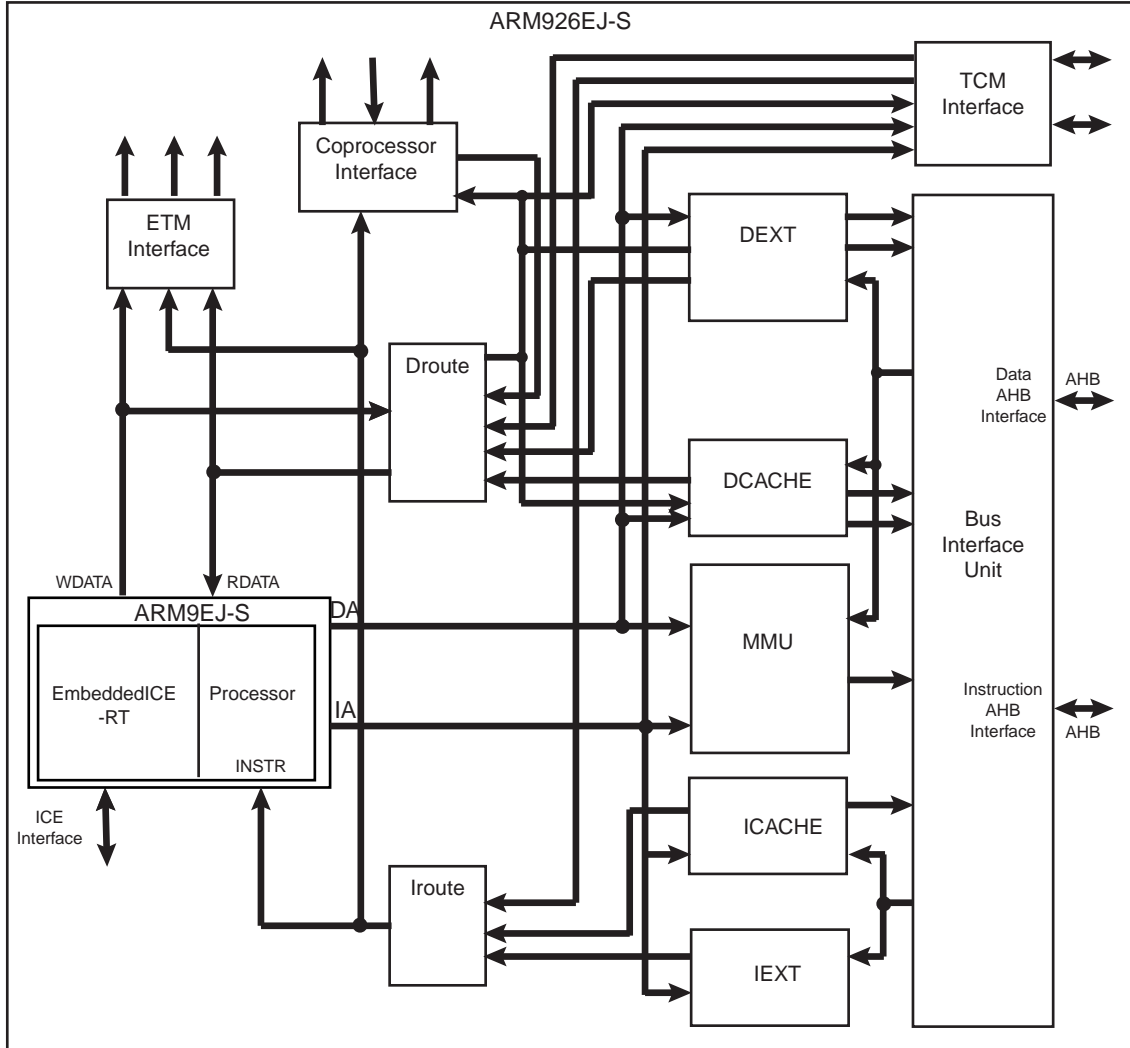 ARM926EJ-S
TCM
Interface
Coprocessor
Interface
ETM
Interface
DEXT
Droute
Data
AHB
Interface
AHB
DCACHE
Bus
Interface
Unit
WDATA
RDATA
ARM9EJ-S
DA
MMU
EmbeddedICE
-RT
Processor
IA
Instruction
AHB
Interface
AHB
INSTR
ICE
Interface
ICACHE
Iroute
IEXT